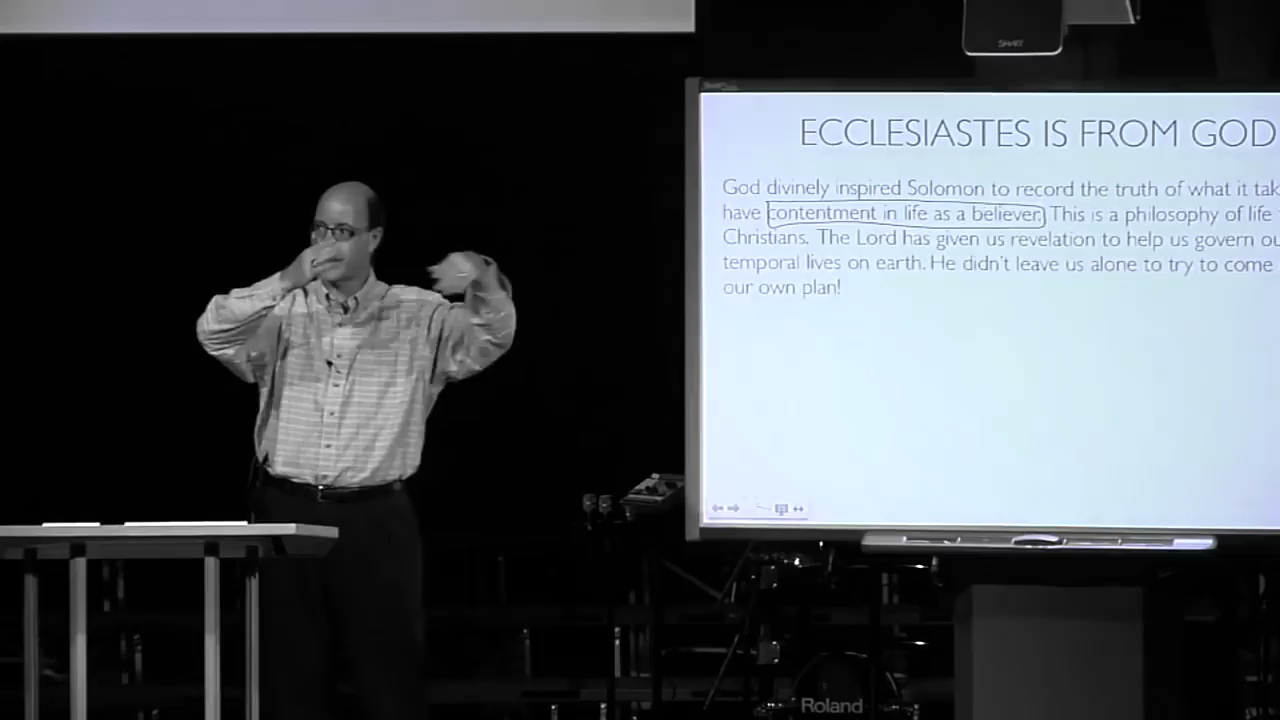 SMART
ECCLESIASTES IS FROM GOD
God divinely inspired Solomon to record the truth of what it tak
have contentment in life as a believer. This is a philosophy of life
Christians. The Lord has given us revelation to help us govern ou
temporal lives on earth. He didn't leave us alone to try to come
our own plan!
Roland